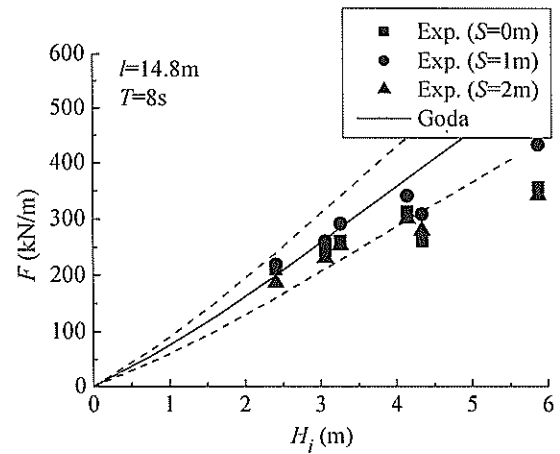 Exp. (S=0m)
Exp. (S=1m)
Exp. (S=2m)
Goda
l=14.8m
T=8s
600
500
400
300
200
100
0
F (kN/m)
0 1 2 3 4 5 6
H_i (m)